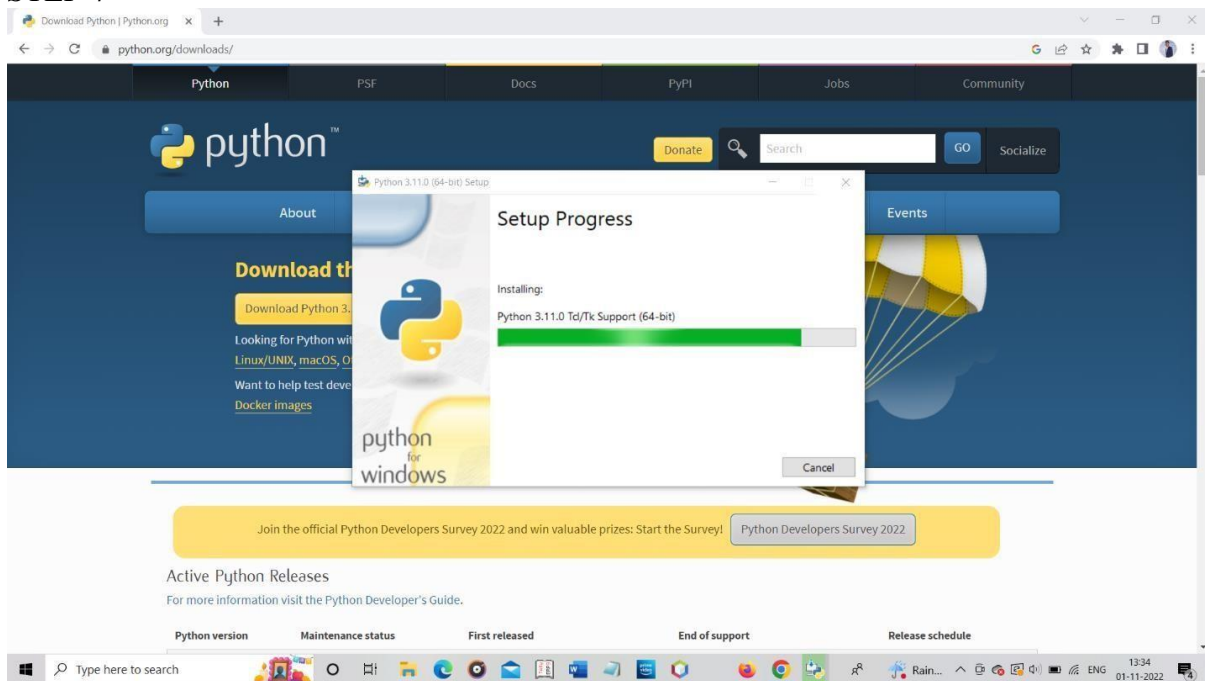 Download Python | Python.org
python.org/downloads/
Python PSF Docs PyPI Jobs Community
python™
Donate
Search
GO
Socialize
About
Events
Python 3.11.0 (64-bit) Setup
Setup Progress
Installing:
Python 3.11.0 Tcl/Tk Support (64-bit)
Cancel
python
for
windows
Download th
Download Python 3.
Looking for Python wit
Linux/UNIX, macOS, O
Want to help test deve
Docker images
Join the official Python Developers Survey 2022 and win valuable prizes: Start the Survey! Python Developers Survey 2022
Active Python Releases
For more information visit the Python Developer's Guide.
Python version Maintenance status First released End of support Release schedule
Type here to search
Rain...
ENG
13:34
01-11-2022
4